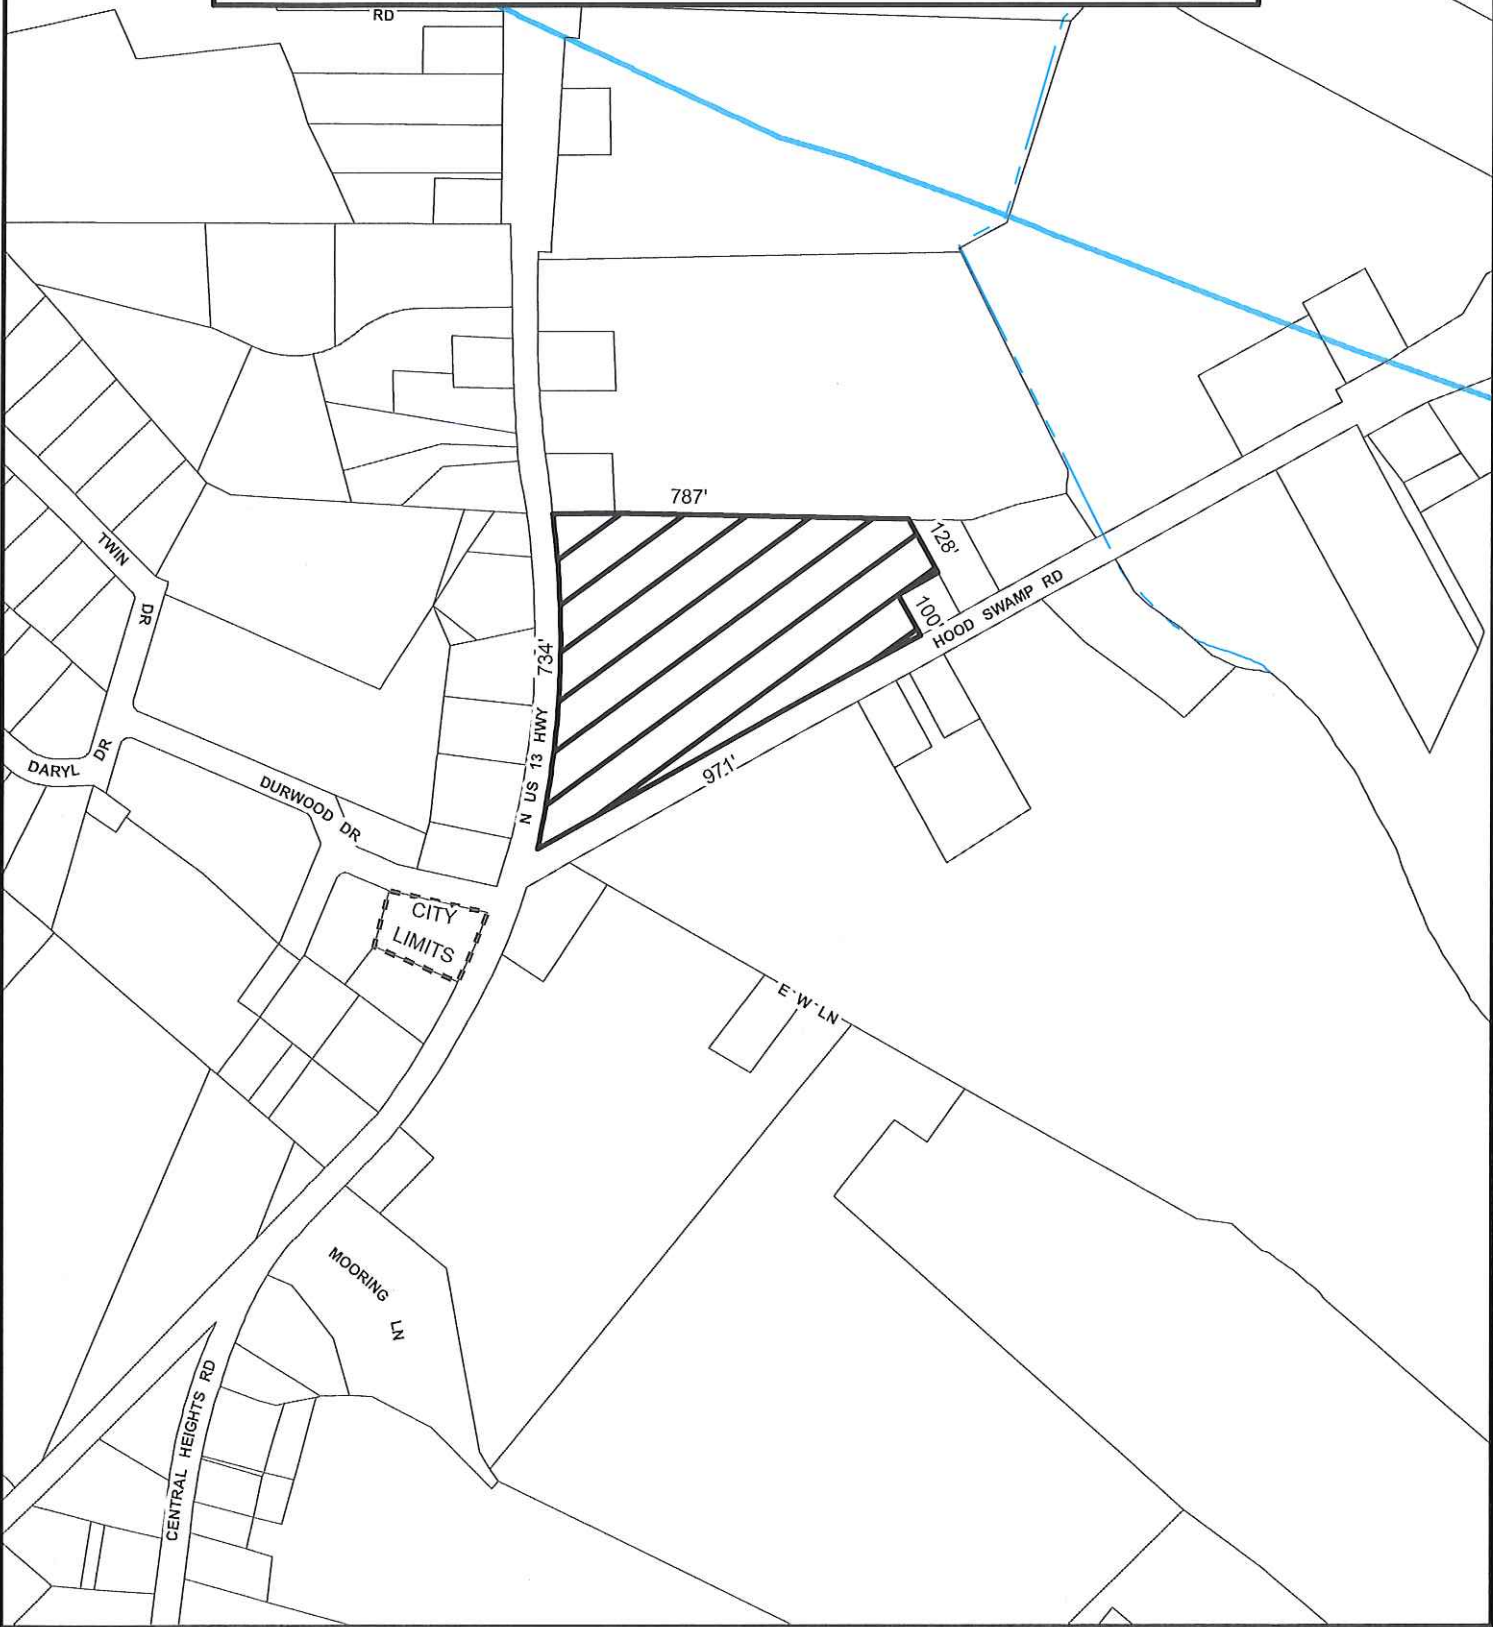 RD
787'
128'
100'
HOOD SWAMP RD
734'
N US 13 HWY
971'
TWIN DR
DARYL DR
DURWOOD DR
CITY
LIMITS
E W LN
MOORING LN
CENTRAL HEIGHTS RD